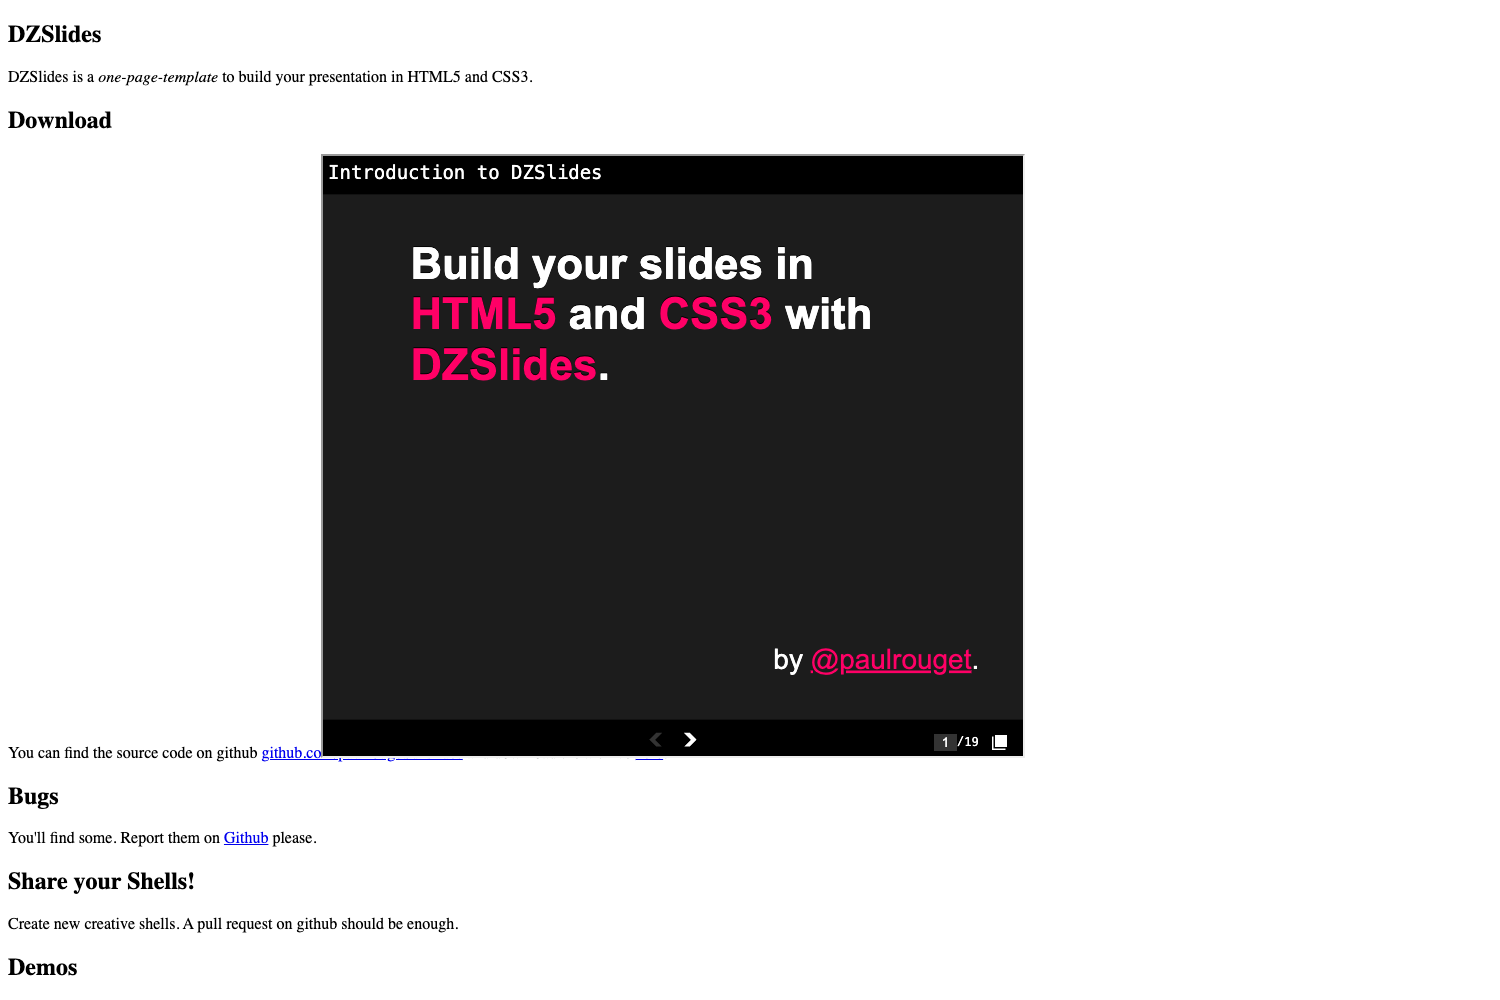 DZSlides
DZSlides is a one-page-template to build your presentation in HTML5 and CSS3.
Download
Introduction to DZSlides
Build your slides in
HTML5 and CSS3 with
DZSlides.
by @paulrouget.
1/19
You can find the source code on github github.co
Bugs
You'll find some. Report them on Github please.
Share your Shells!
Create new creative shells. A pull request on github should be enough.
Demos